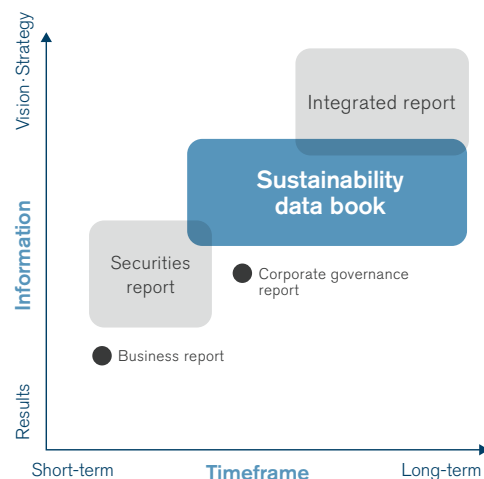 Vision · Strategy
Integrated report
Sustainability
data book
Information
Securities
report
Corporate governance
report
Business report
Results
Short-term
Timeframe
Long-term